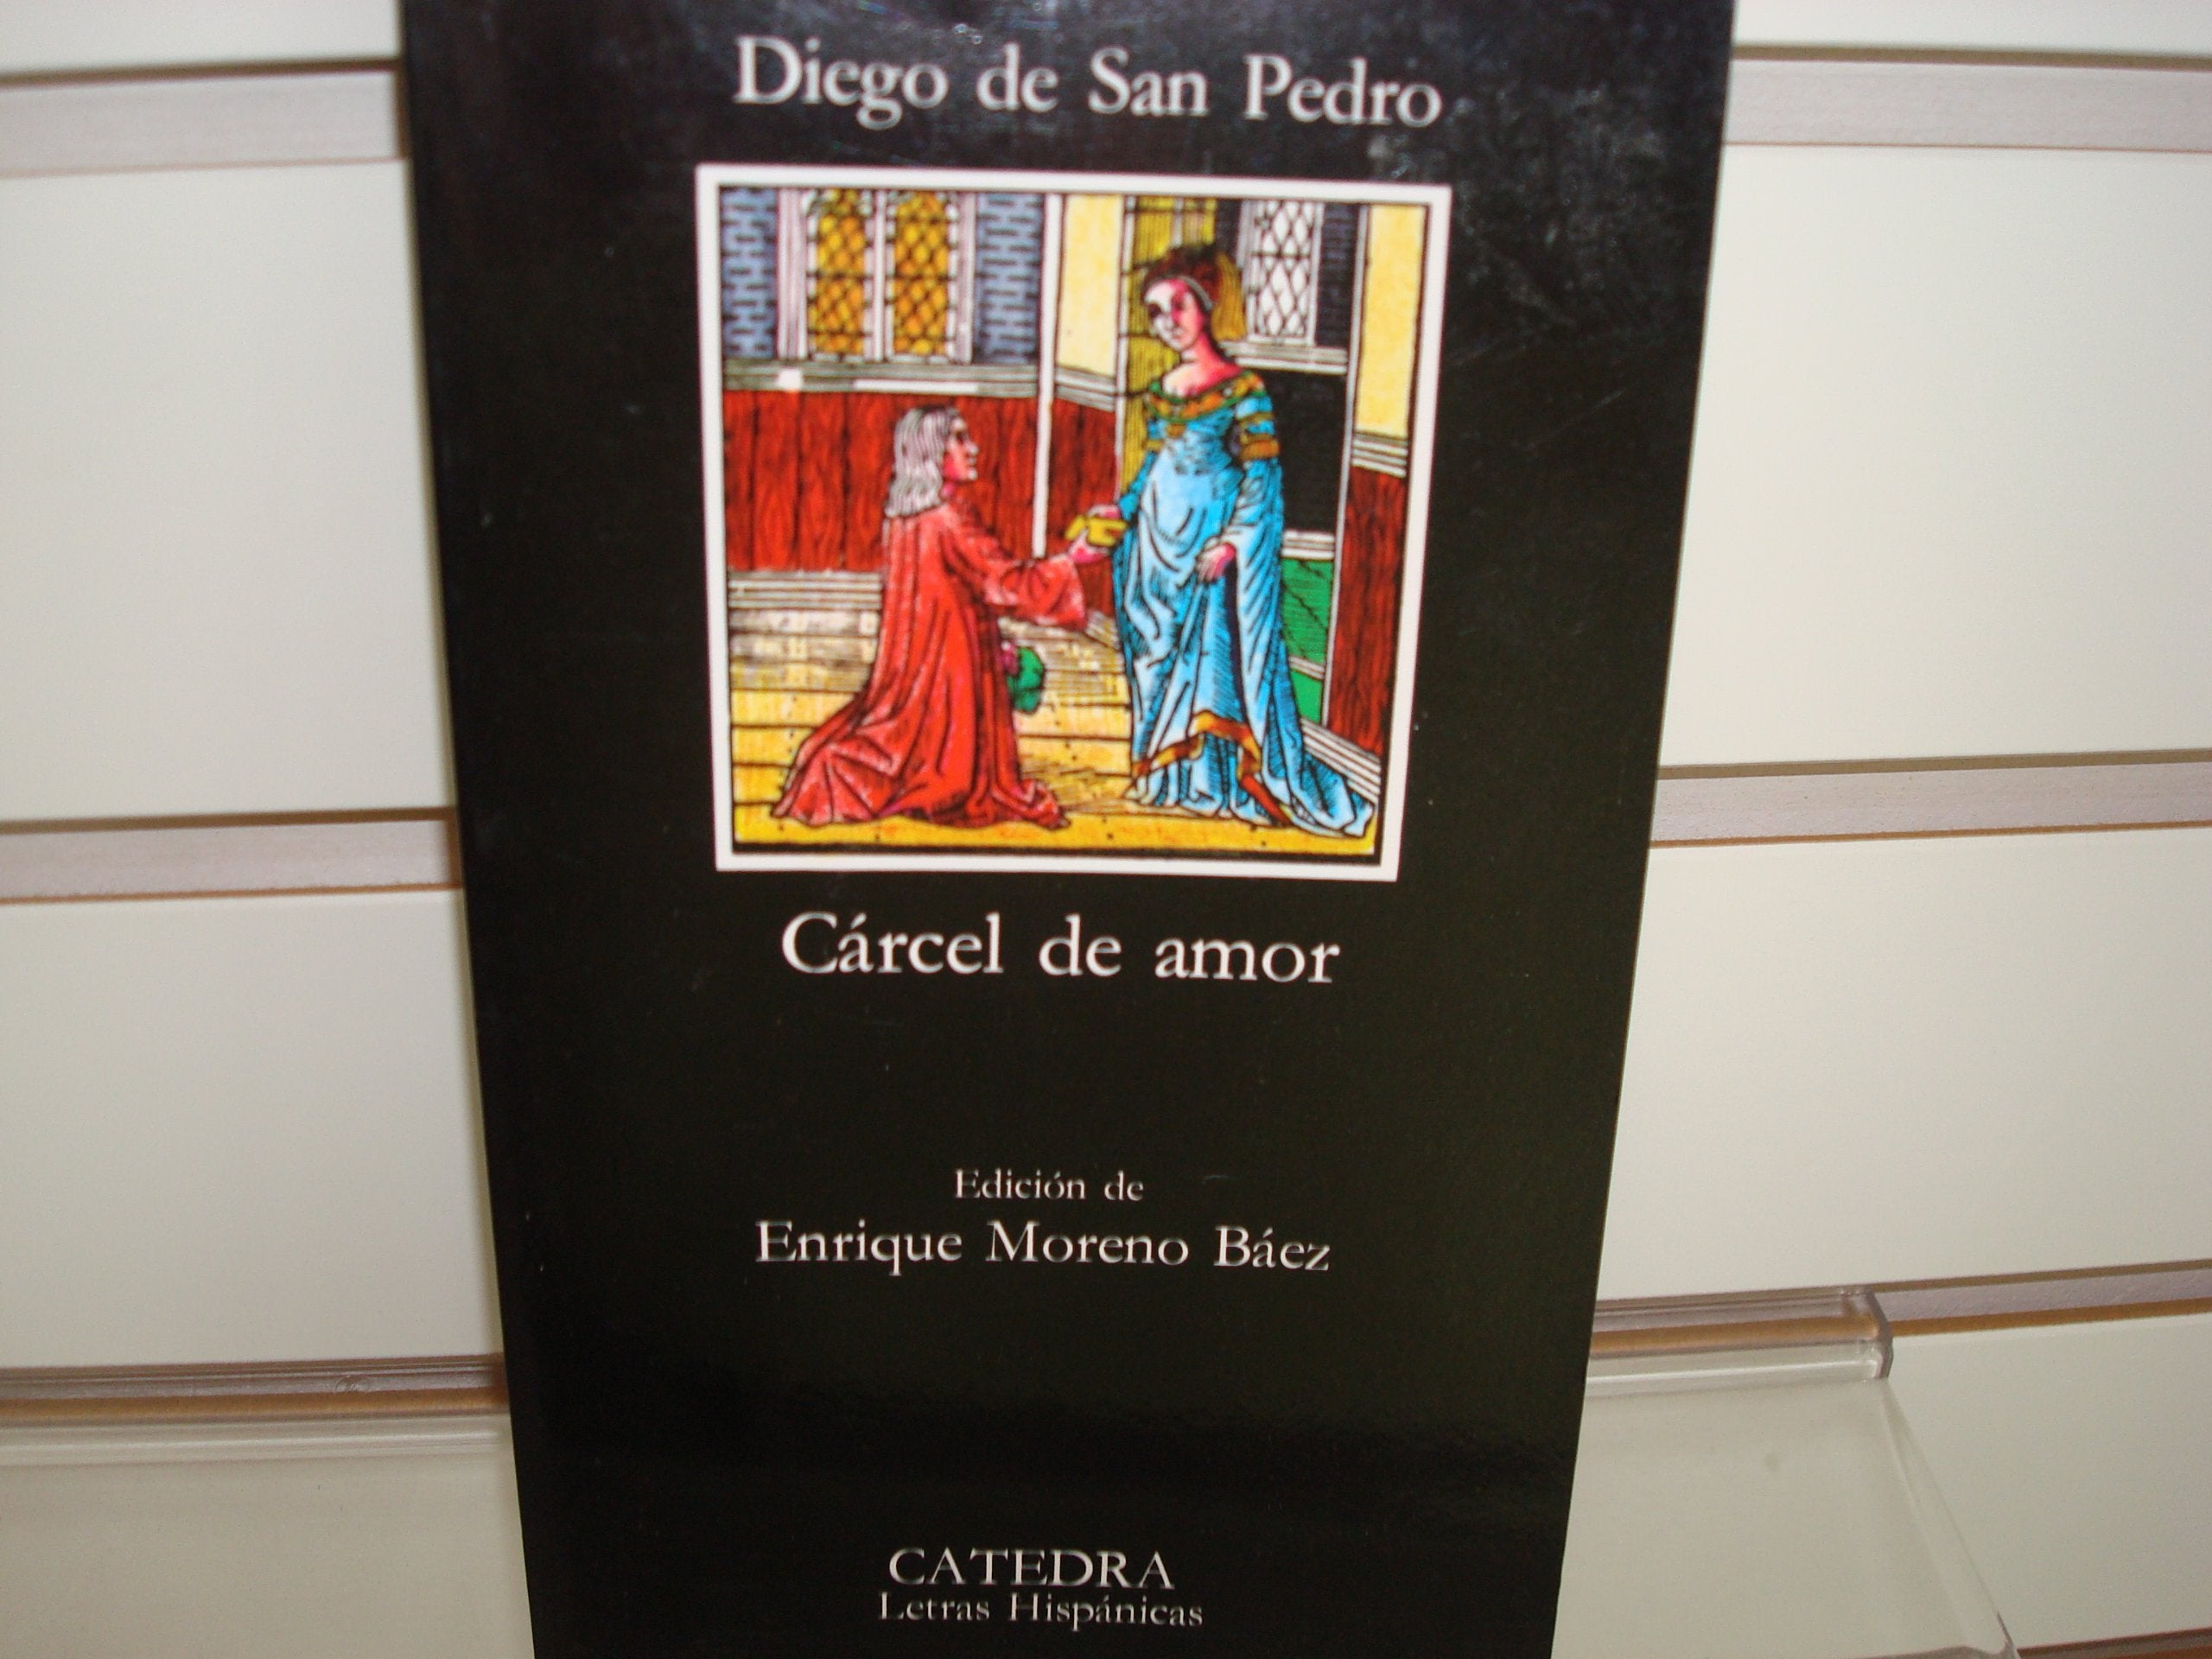 Diego de San Pedro
Cárcel de amor
Edición de
Enrique Moreno Báez
CATEDRA
Letras Hispánicas